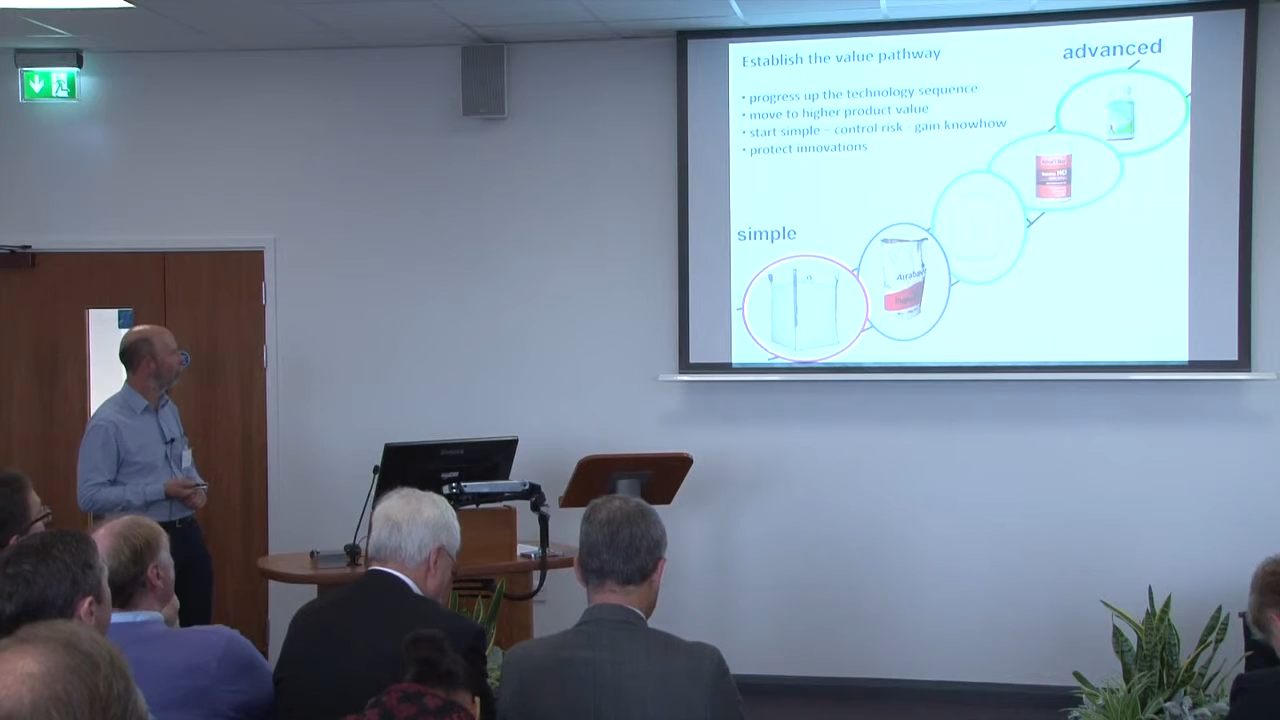 Establish the value pathway
advanced
• progress up the technology sequence
• move to higher product value
• start simple – control risk - gain knowhow
• protect innovations
simple